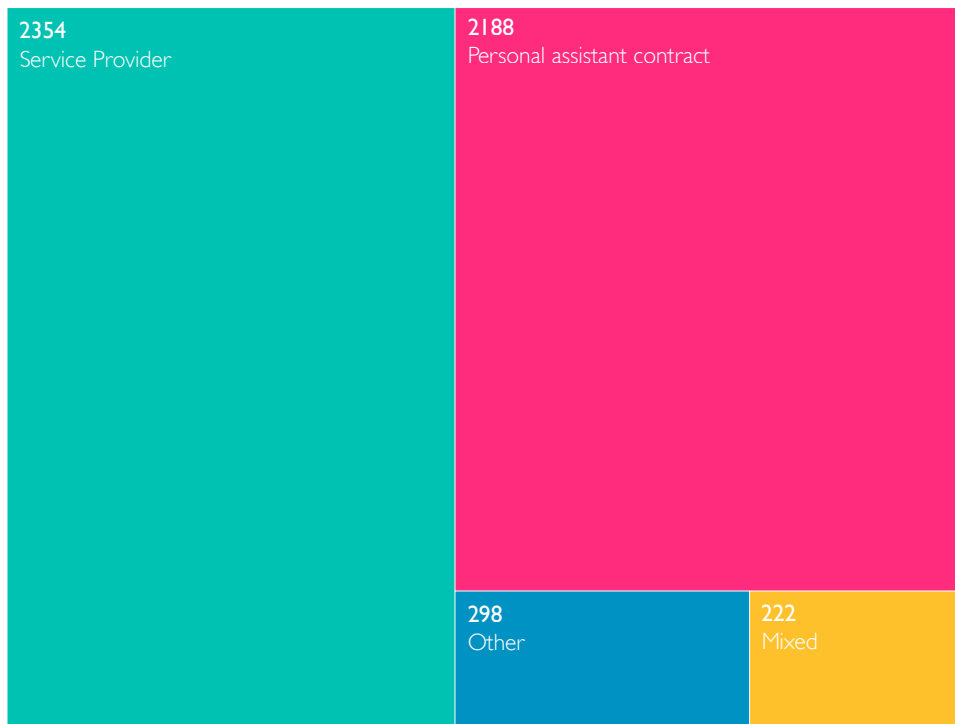 2354
Service Provider
2188
Personal assistant contract
298
Other
222
Mixed